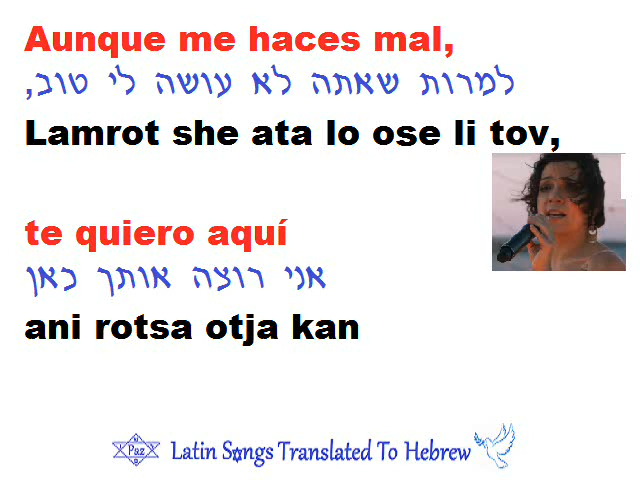 Aunque me haces mal,
למרות שאתה לא עושה לי טוב,
Lamrot she ata lo ose li tov,
te quiero aquí
אני רוצה אותך כאן
ani rotsa otja kan
Paz Latin Songs Translated To Hebrew